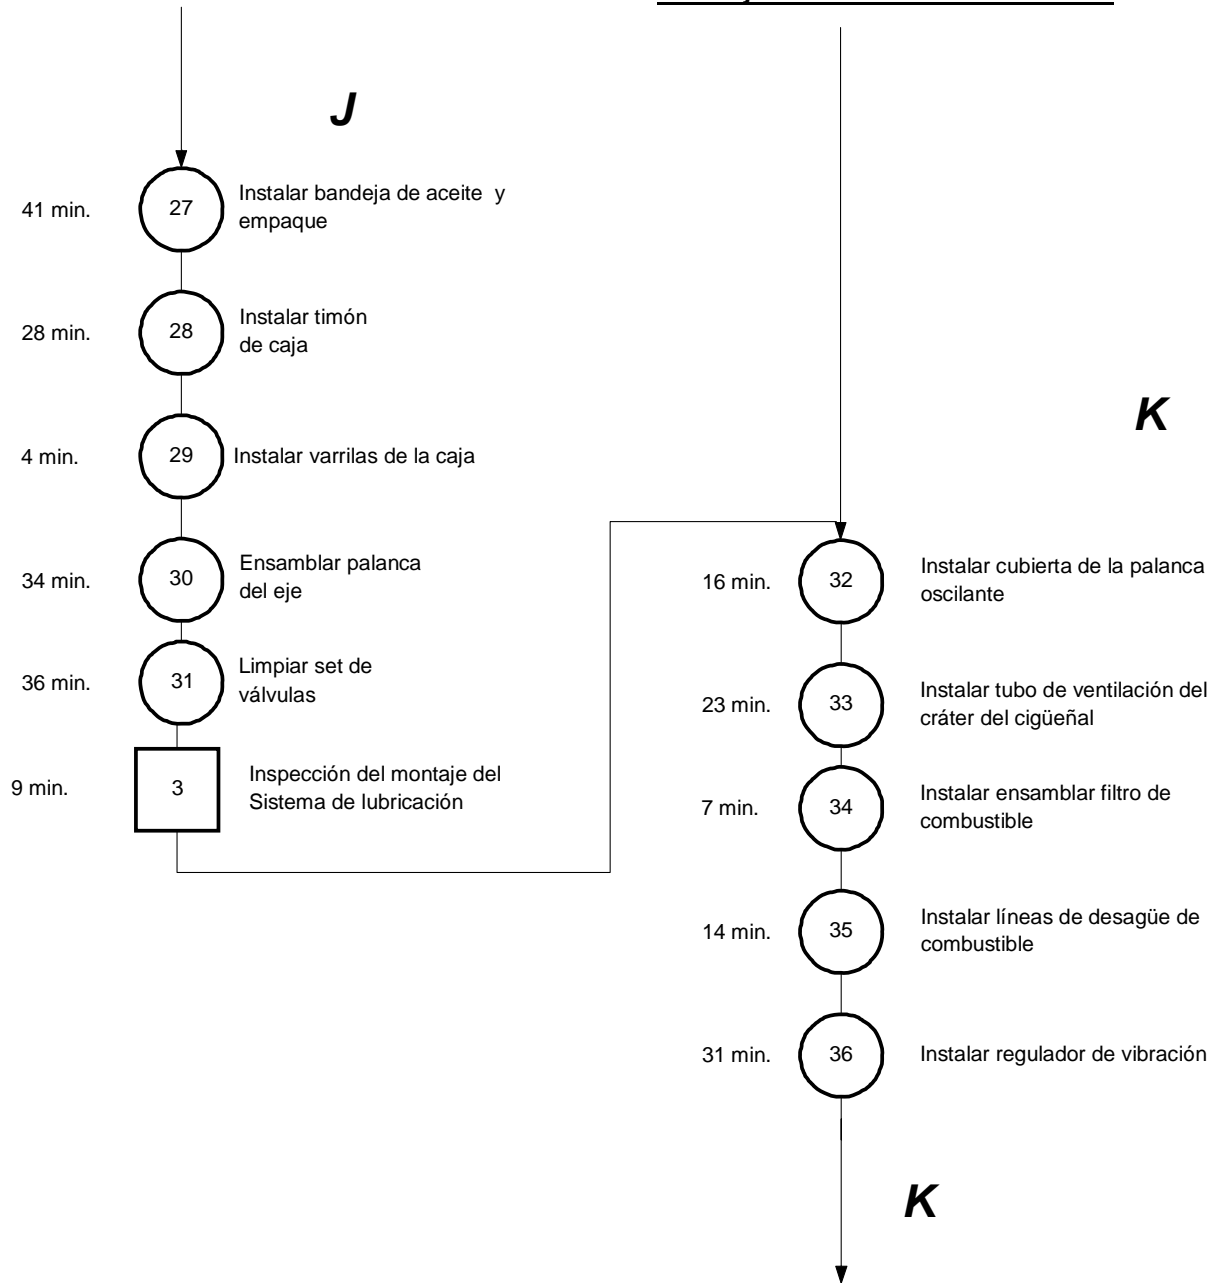 J
41 min.
27
Instalar bandeja de aceite y
empaque
28 min.
28
Instalar timón
de caja
4 min.
29
Instalar varrilas de la caja
34 min.
30
Ensamblar palanca
del eje
36 min.
31
Limpiar set de
válvulas
9 min.
3
Inspección del montaje del
Sistema de lubricación
K
16 min.
32
Instalar cubierta de la palanca
oscilante
23 min.
33
Instalar tubo de ventilación del
cráter del cigüeñal
7 min.
34
Instalar ensamblar filtro de
combustible
14 min.
35
Instalar líneas de desagüe de
combustible
31 min.
36
Instalar regulador de vibración
K